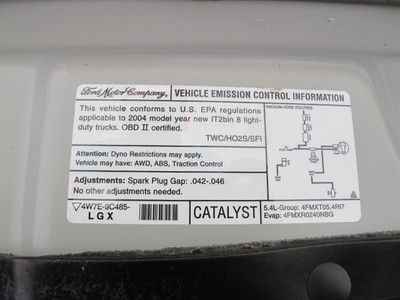 Ford Motor Company,
VEHICLE EMISSION CONTROL INFORMATION
This vehicle conforms to U.S. EPA regulations
applicable to 2004 model year new IT2bin 8 light-
duty trucks. OBD II certified.
TWC/HO2S/SFI
VACUUM HOSE ROUTING
Attention: Dyno Restrictions may apply.
Vehicle may have: AWD, ABS, Traction Control
Adjustments: Spark Plug Gap: .042-.046
No other adjustments needed.
4W7E-9C485-
LGX
CATALYST
5.4L-Group: 4FMXT05.4RI7
Evap: 4FMXR0240NBG